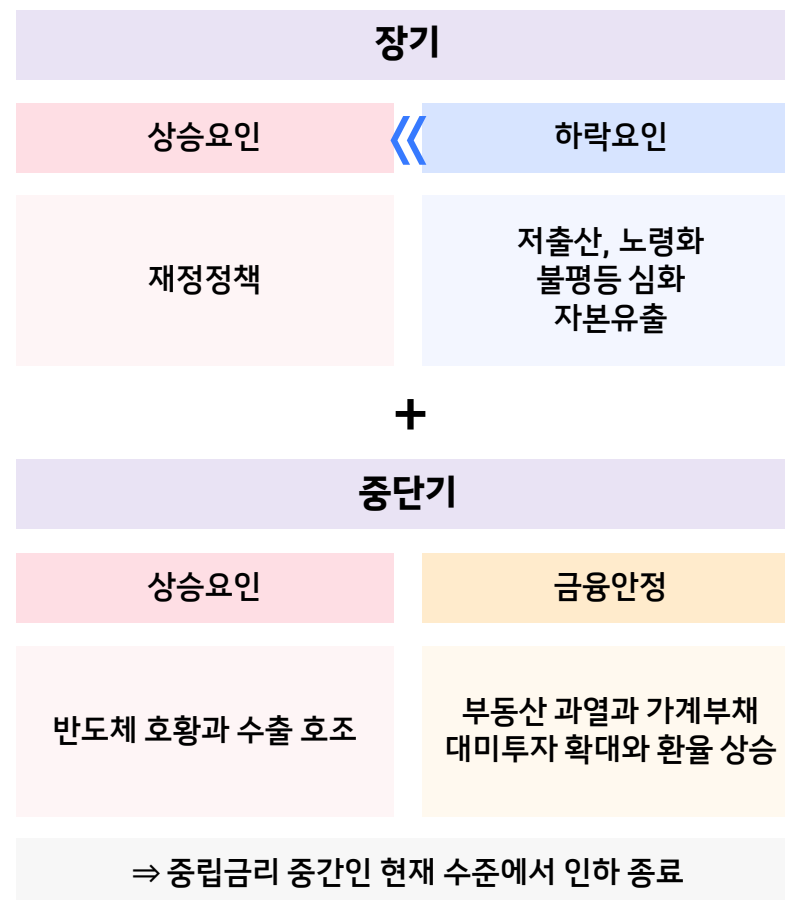 장기
상승요인
《
하락요인
재정정책
저출산, 노령화
불평등 심화
자본유출
+
중단기
상승요인
금융안정
반도체 호황과 수출 호조
부동산 과열과 가계부채
대미투자 확대와 환율 상승
⇒ 중립금리 중간인 현재 수준에서 인하 종료